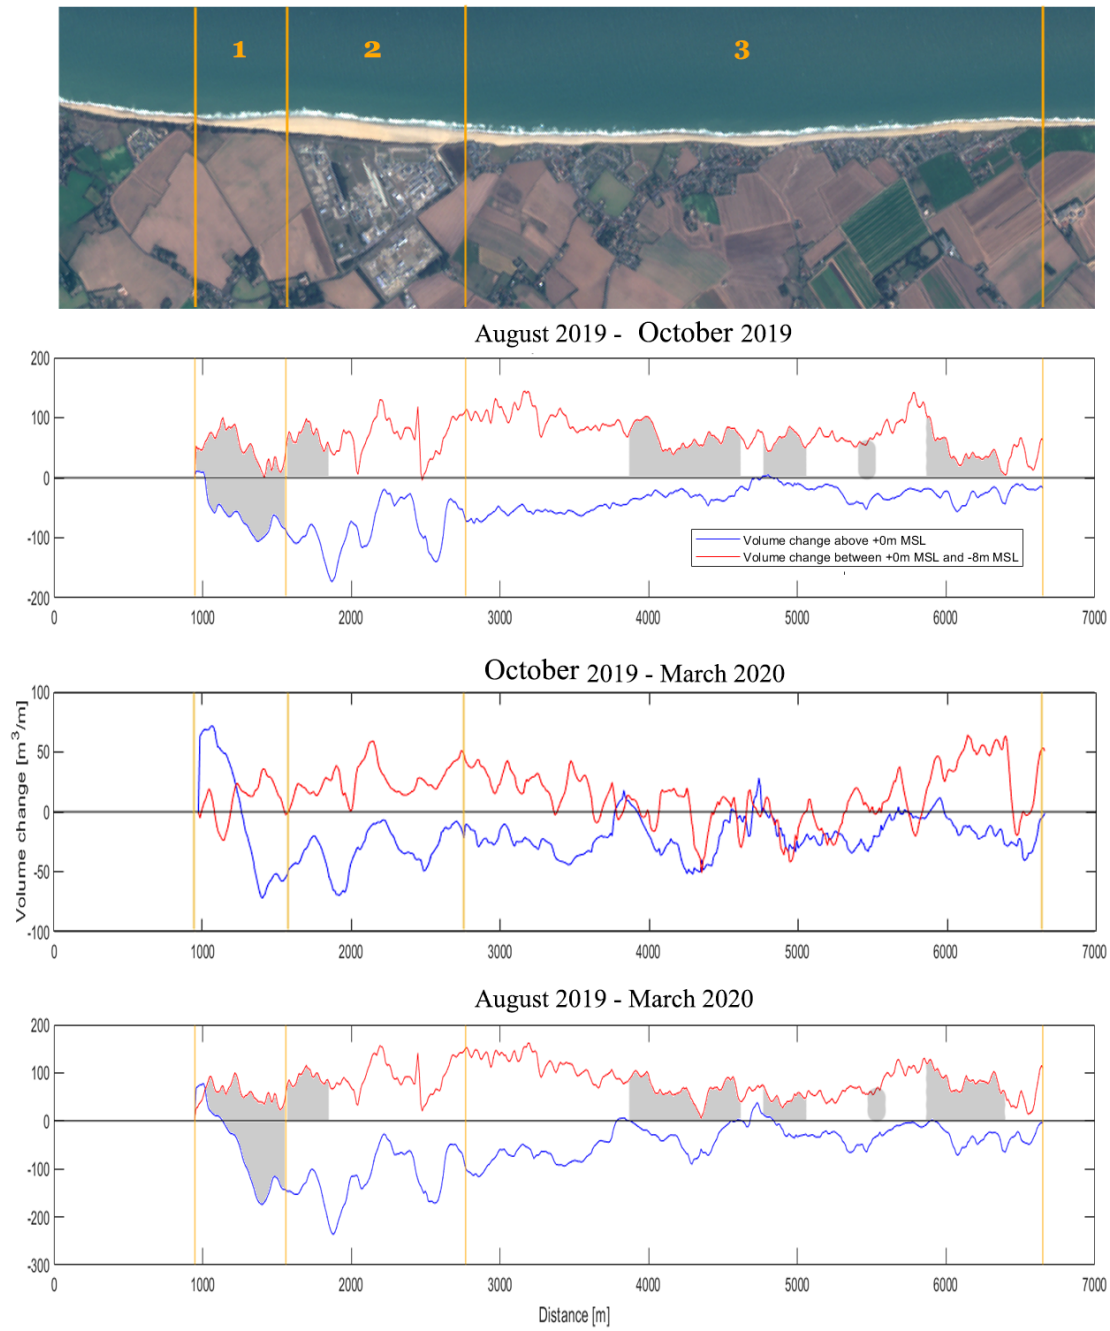 1 2 3
August 2019 - October 2019
200
100
0
-100
-200
Volume change above +0m MSL
Volume change between +0m MSL and -8m MSL
0 1000 2000 3000 4000 5000 6000 7000
October 2019 - March 2020
Volume change [m³/m]
100
50
0
-50
-100
0 1000 2000 3000 4000 5000 6000 7000
August 2019 - March 2020
200
100
0
-100
-200
-300
0 1000 2000 3000 4000 5000 6000 7000
Distance [m]